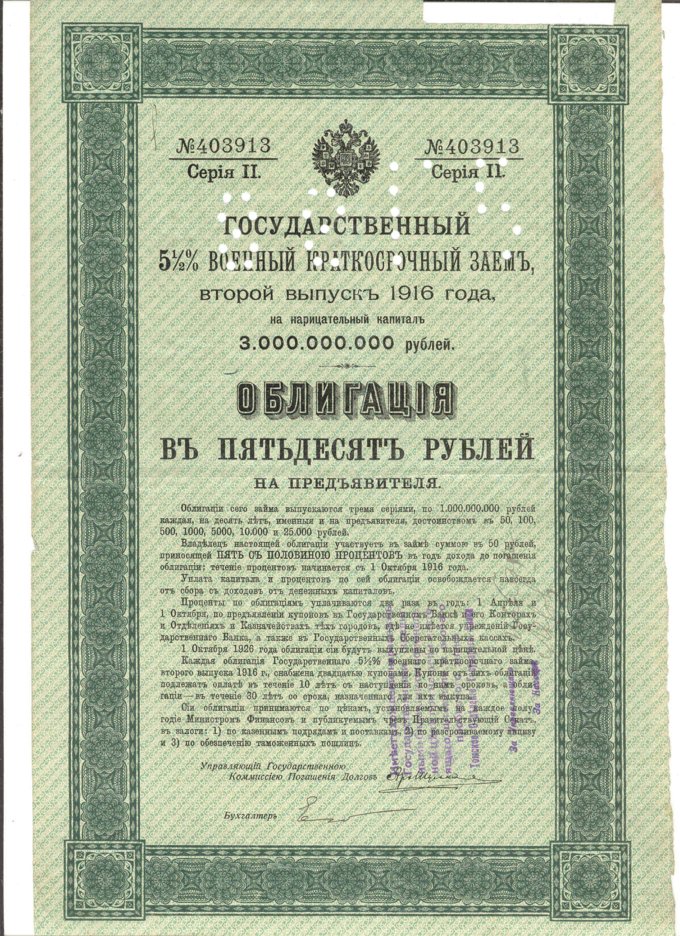 №403913
Серія II.
№403913
Серія II.
ГОСУДАРСТВЕННЫЙ
5½% ВОЕННЫЙ КРАТКОСРОЧНЫЙ ЗАЕМЪ,
второй выпускъ 1916 года,
на нарицательный капиталъ
3.000.000.000 рублей.
ОБЛИГАЦІЯ
ВЪ ПЯТЬДЕСЯТЪ РУБЛЕЙ
НА ПРЕДЪЯВИТЕЛЯ.
Облигаціи сего займа выпускаются тремя серіями, по 1.000.000.000 рублей
каждая, на десять лѣтъ, именныя и на предъявителя, достоинствомъ въ 50, 100,
500, 1000, 5000, 10.000 и 25.000 рублей.
Владѣлецъ настоящей облигаціи участвуетъ въ займѣ суммою въ 50 рублей,
приносящей ПЯТЬ СЪ ПОЛОВИНОЮ ПРОЦЕНТОВЪ въ годъ дохода до погашенія
облигаціи; теченіе процентовъ начинается съ 1 Октября 1916 года.
Уплата капитала и процентовъ по сей облигаціи освобождается навсегда
отъ сбора съ доходовъ отъ денежныхъ капиталовъ.
Проценты по облигаціямъ уплачиваются два раза въ годъ: 1 Апрѣля и
1 Октября, по предъявленіи купоновъ въ Государственномъ Банкѣ, его Конторахъ
и Отдѣленіяхъ и Казначействахъ тѣхъ городовъ, гдѣ не имѣется учрежденій Госу-
дарственнаго Банка, а также въ Государственныхъ Сберегательныхъ кассахъ.
1 Октября 1926 года облигаціи сіи будутъ выкуплены по нарицательной цѣнѣ.
Каждая облигація Государственнаго 5½% военнаго краткосрочнаго займа,
второго выпуска 1916 г., снабжена двадцатью купонами. Купоны отъ сихъ облигацій
подлежатъ оплатѣ въ теченіе 10 лѣтъ съ наступленія по нимъ сроковъ, а обли-
гаціи—въ теченіе 30 лѣтъ со срока, назначеннаго для ихъ выкупа.
Сіи облигаціи принимаются по цѣнамъ, установляемымъ на каждое полу-
годіе Министромъ Финансовъ и публикуемымъ чрезъ Правительствующій Сенатъ,
въ залоги: 1) по казеннымъ подрядамъ и поставкамъ, 2) по разсрочиваемому акцизу
и 3) по обезпеченію таможенныхъ пошлинъ.
Управляющій Государственною
Коммиссіею Погашенія Долговъ
Бухгалтеръ